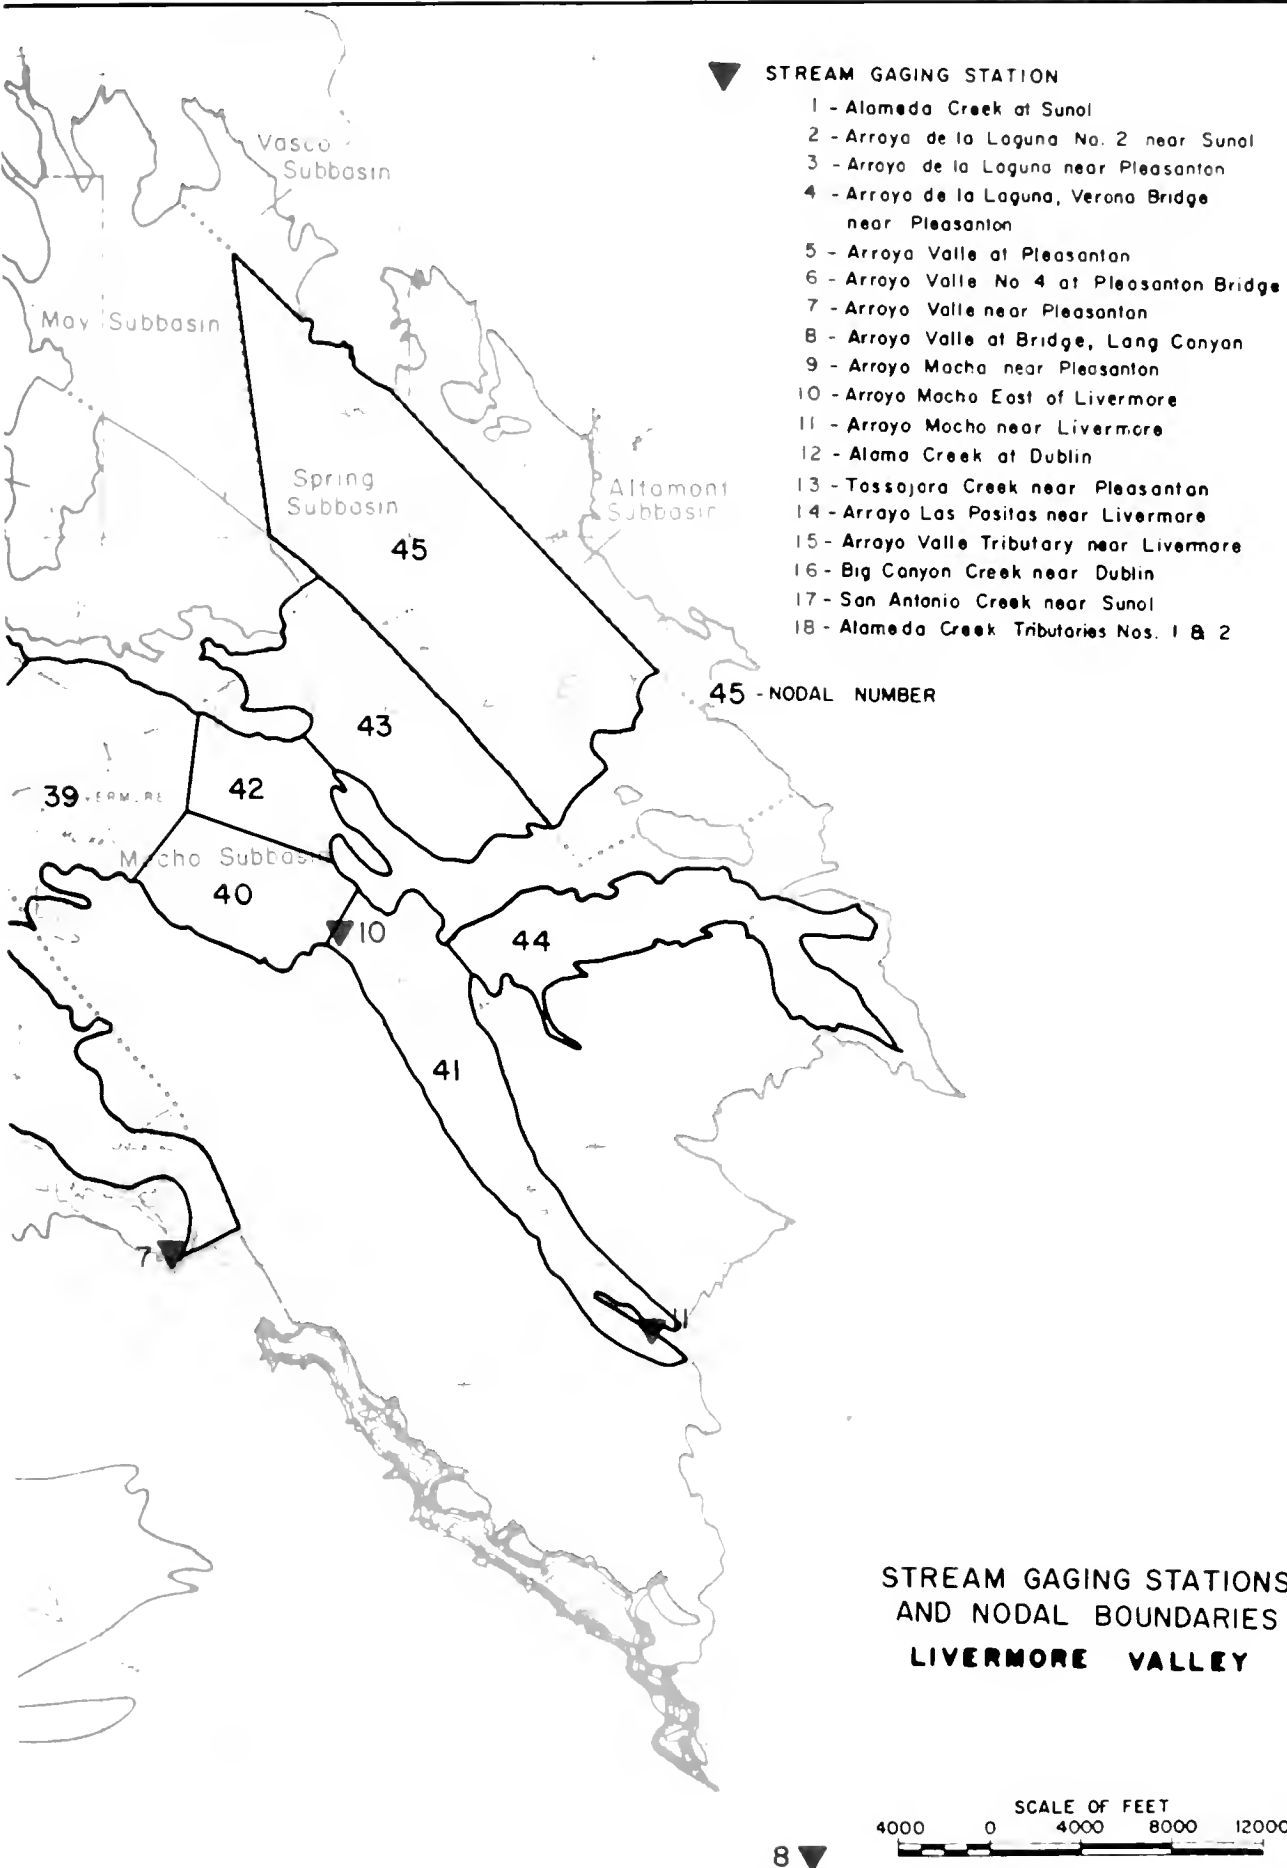 STREAM GAGING STATION
1 - Alameda Creek at Sunol
2 - Arroyo de la Laguna No. 2 near Sunol
3 - Arroyo de la Laguna near Pleasanton
4 - Arroyo de la Laguna, Verona Bridge
near Pleasanton
5 - Arroyo Valle at Pleasanton
6 - Arroyo Valle No 4 at Pleasanton Bridge
7 - Arroyo Valle near Pleasanton
8 - Arroyo Valle at Bridge, Lang Canyon
9 - Arroyo Mocho near Pleasanton
10 - Arroyo Mocho East of Livermore
11 - Arroyo Mocho near Livermore
12 - Alamo Creek at Dublin
13 - Tassajara Creek near Pleasanton
14 - Arroyo Las Positas near Livermore
15 - Arroyo Valle Tributary near Livermore
16 - Big Canyon Creek near Dublin
17 - San Antonio Creek near Sunol
18 - Alameda Creek Tributaries Nos. 1 & 2
45 - NODAL NUMBER
Vasco
Subbasin
May Subbasin
Spring
Subbasin
45
Altamont
Subbasin
43
39
42
Mocho Subbasin
40
10
44
41
7
11
STREAM GAGING STATIONS
AND NODAL BOUNDARIES
LIVERMORE VALLEY
SCALE OF FEET
4000 0 4000 8000 12000
8